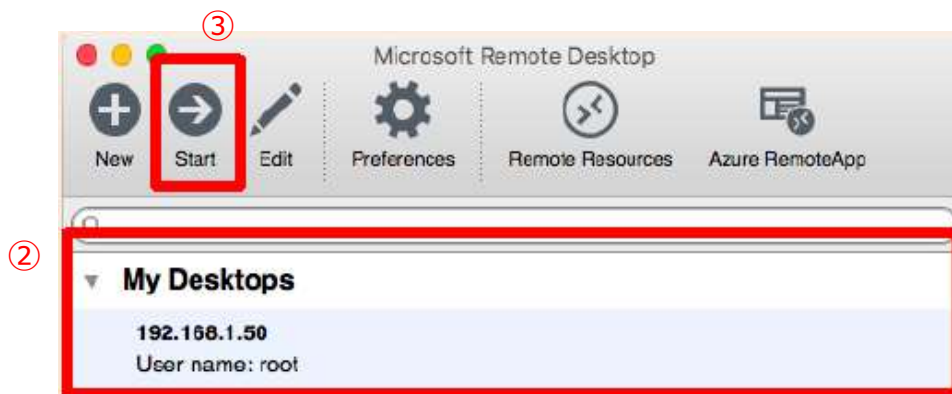 ③
Microsoft Remote Desktop
New Start Edit Preferences Remote Resources Azure RemoteApp
②
My Desktops
192.168.1.50
User name: root